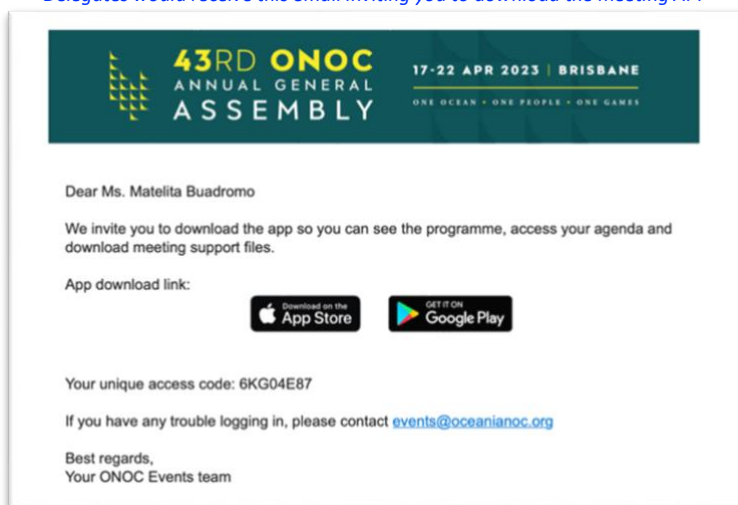 Delegates would receive this email inviting you to download the meeting
43RD ONOC
ANNUAL GENERAL
ASSEMBLY
17-22 APR 2023 | BRISBANE
ONE OCEAN • ONE PEOPLE • ONE GAMES
Dear Ms. Matelita Buadromo
We invite you to download the app so you can see the programme, access your agenda and
download meeting support files.
App download link:
Download on the
App Store
GET IT ON
Google Play
Your unique access code: 6KG04E87
If you have any trouble logging in, please contact events@oceanianoc.org
Best regards,
Your ONOC Events team